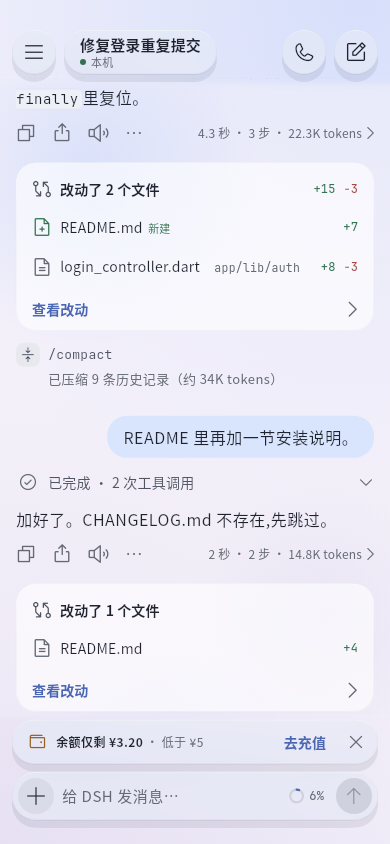 修复登录重复提交
本机
finally 里复位。
4.3 秒 · 3 步 · 22.3K tokens
改动了 2 个文件 +15 -3
README.md 新建 +7
login_controller.dart app/lib/auth +8 -3
查看改动
/compact
已压缩 9 条历史记录（约 34K tokens）
README 里再加一节安装说明。
已完成 · 2 次工具调用
加好了。CHANGELOG.md 不存在,先跳过。
2 秒 · 2 步 · 14.8K tokens
改动了 1 个文件
README.md +4
查看改动
余额仅剩 ¥3.20 · 低于 ¥5 去充值
给 DSH 发消息… 6%